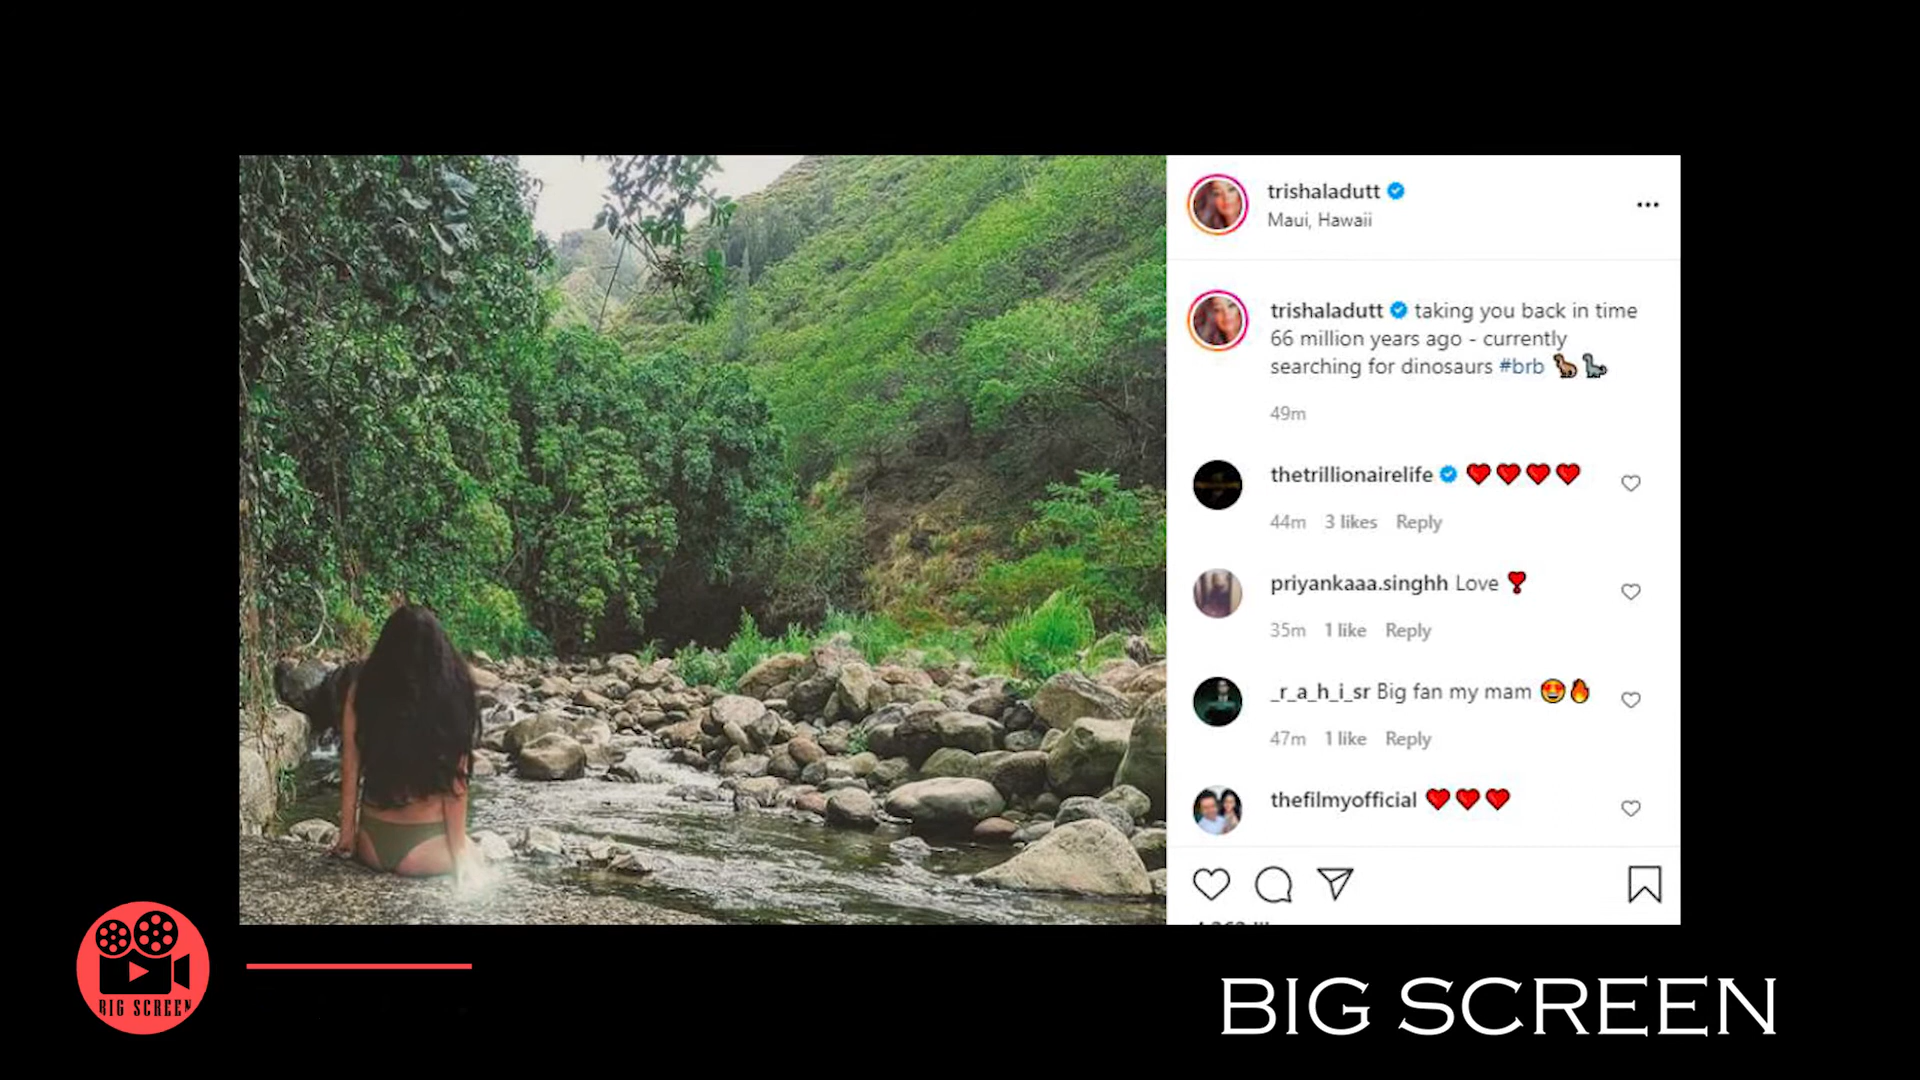 trishaladutt
Maui, Hawaii
trishaladutt taking you back in time
66 million years ago - currently
searching for dinosaurs #brb
49m
thetrillionairelife
44m 3 likes Reply
priyankaaa.singhh Love
35m 1 like Reply
_r_a_h_i_sr Big fan my mam
47m 1 like Reply
thefilmyofficial
BIG SCREEN
BIG SCREEN